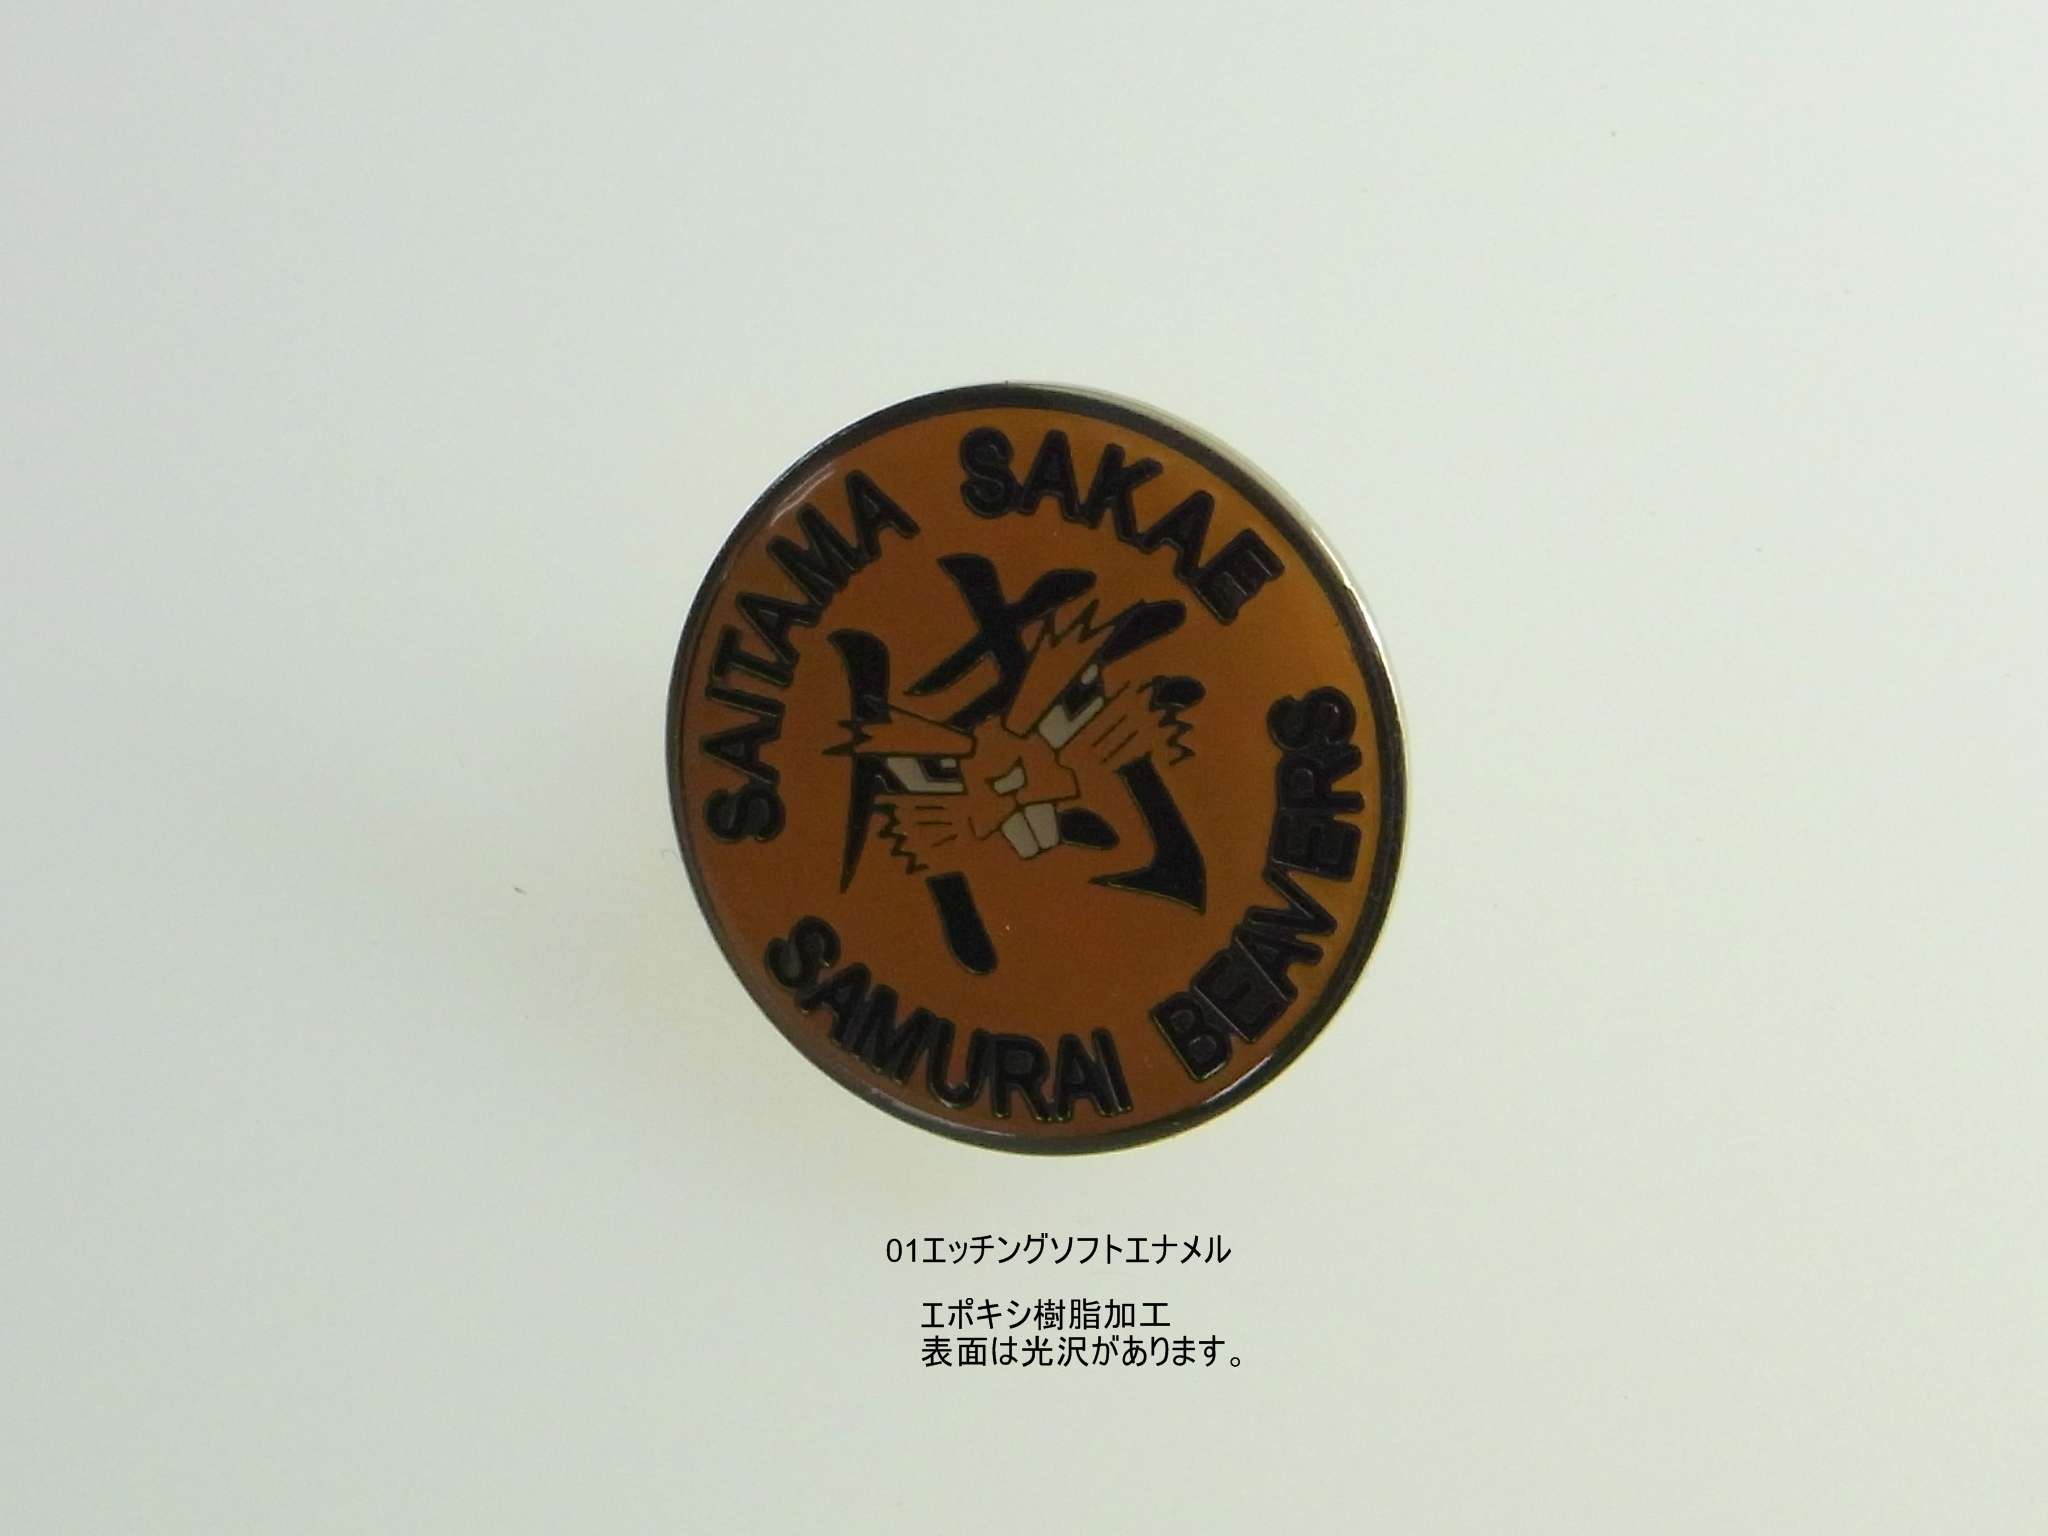 SAITAMA SAKAE
侍
SAMURAI BEAVERS
01エッチングソフトエナメル
エポキシ樹脂加工
表面は光沢があります。